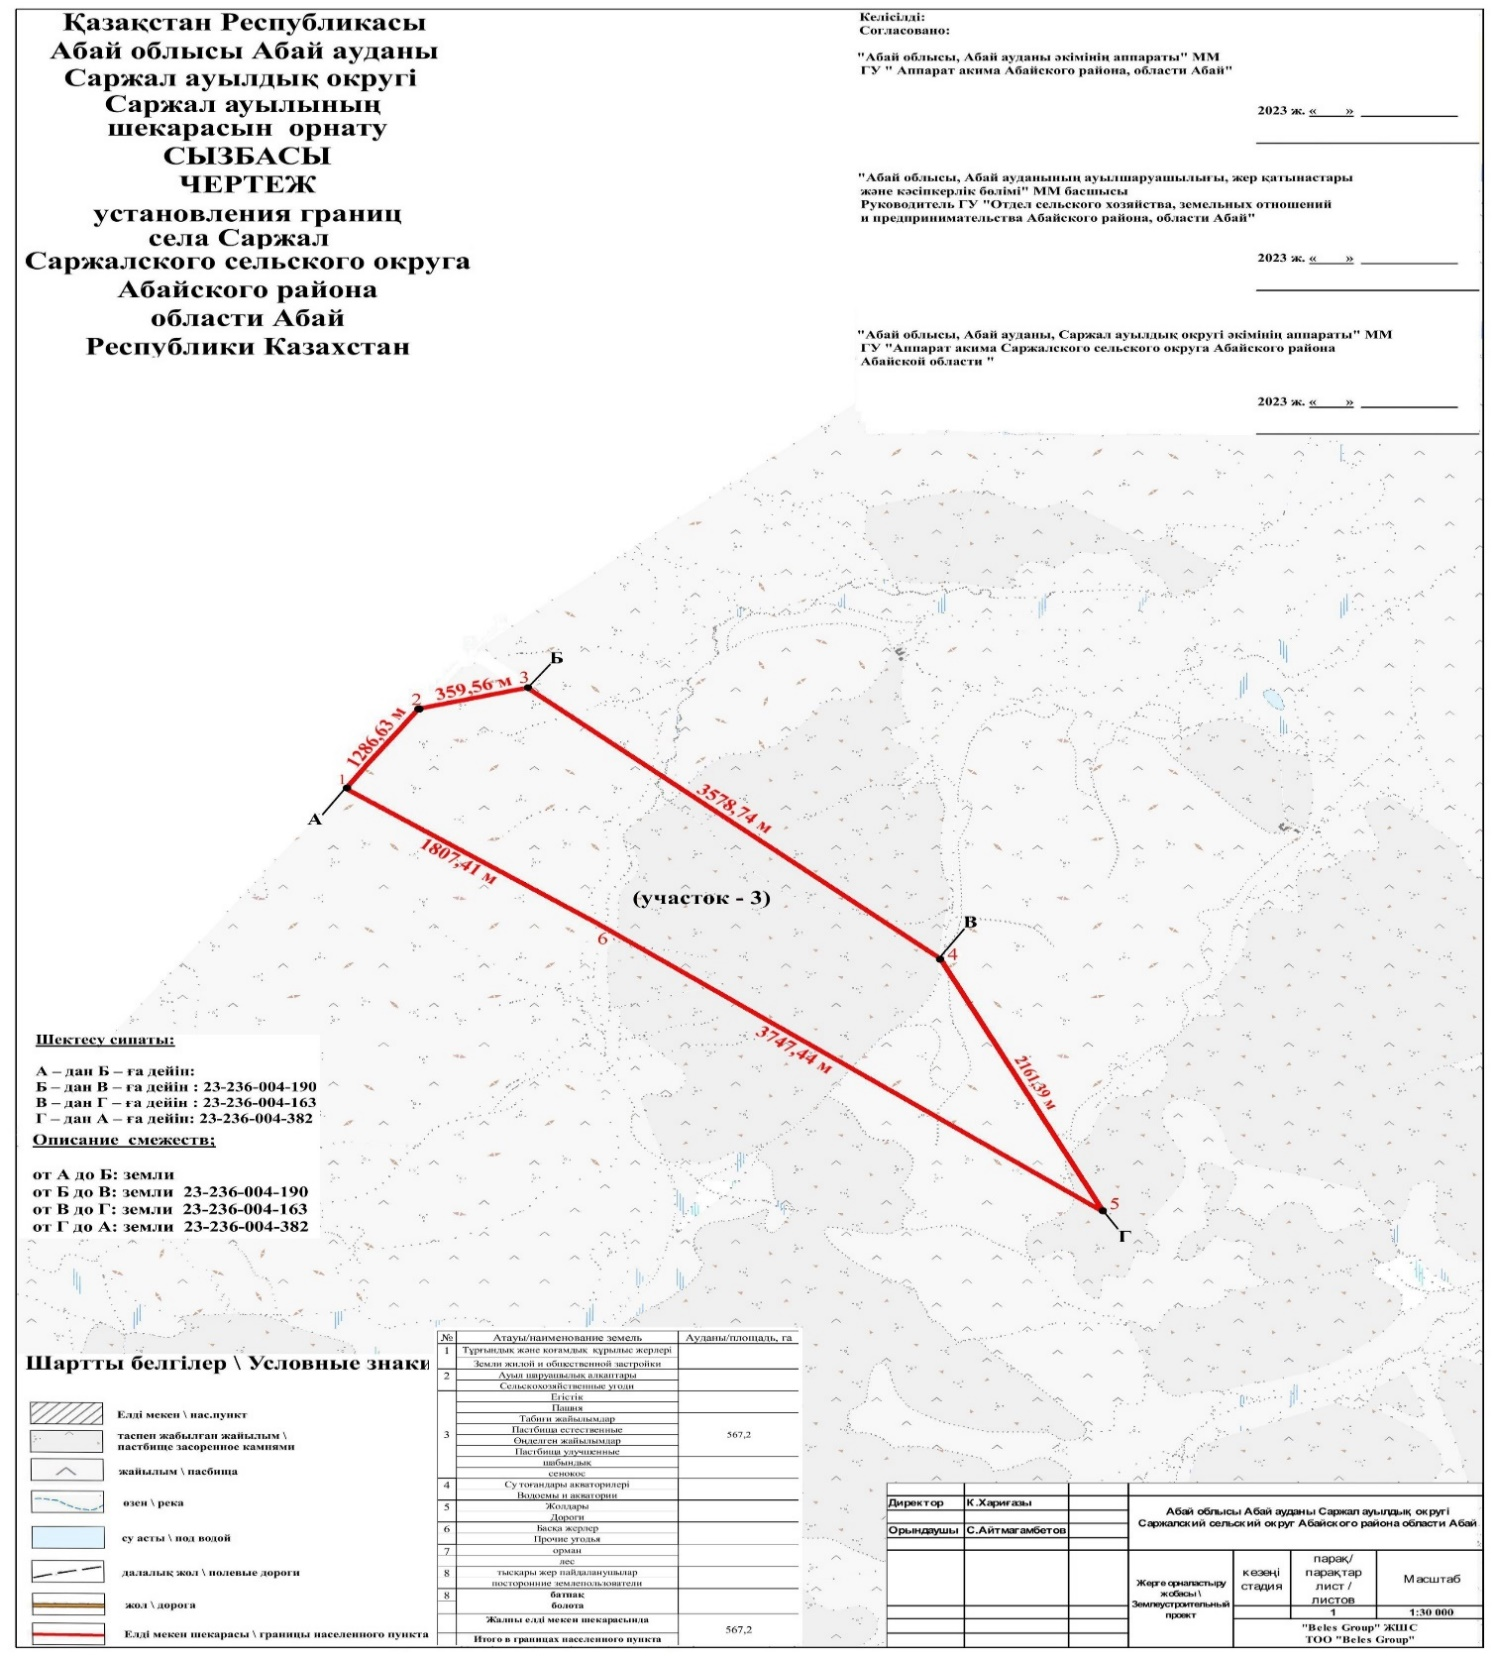 Қазақстан Республикасы
Абай облысы Абай ауданы
Саржал ауылдық округі
Саржал ауылының
шекарасын орнату
СЫЗБАСЫ
ЧЕРТЕЖ
установления границ
села Саржал
Саржалского сельского округа
Абайского района
области Абай
Республики Казахстан
Келісілді:
Согласовано:
"Абай облысы, Абай ауданы әкімінің аппараты" ММ
ГУ " Аппарат акима Абайского района, области Абай"
2023 ж. «____» ____________
"Абай облысы, Абай ауданының ауылшаруашылығы, жер қатынастары
және кәсіпкерлік бөлімі" ММ басшысы
Руководитель ГУ "Отдел сельского хозяйства, земельных отношений
и предпринимательства Абайского района, области Абай"
2023 ж. «____» ____________
"Абай облысы, Абай ауданы, Саржал ауылдық округі әкімінің аппараты" ММ
ГУ "Аппарат акима Саржалского сельского округа Абайского района
Абайской области "
2023 ж. «____» ____________
Б
3
359,56 м
2
1286,63 м
1
А
3578,74 м
1807,41 м
(участок - 3)
В
6
4
3747,44 м
2161,39 м
5
Г
Шектесу сипаты:
А – дан Б – ға дейін:
Б – дан В – ға дейін : 23-236-004-190
В – дан Г – ға дейін : 23-236-004-163
Г – дан А – ға дейін: 23-236-004-382
Описание смежеств;
от А до Б: земли
от Б до В: земли 23-236-004-190
от В до Г: земли 23-236-004-163
от Г до А: земли 23-236-004-382
Шартты белгілер \ Условные знаки
Елді мекен \ нас.пункт
таспен жабылған жайылым \
пастбище засоренное камнями
жайылым \ пасбища
өзен \ река
су асты \ под водой
далалық жол \ полевые дороги
жол \ дорога
Елді мекен шекарасы \ границы населенного пункта
№ Атауы/наименование земель Ауданы/площадь, га
1 Тұрғындық және қоғамдық құрылыс жерлері
Земли жилой и общественной застройки
2 Ауыл шаруашылық алқаптары
Сельскохозяйственные угоди
Егістік
Пашня
Табиғи жайылымдар
3 Пастбища естественные 567,2
Өңделген жайылымдар
Пастбища улучшенные
шабындық
сенокос
4 Су тоғандары акваторилері
Водоемы и акватории
5 Жолдары
Дороги
6 Басқа жерлер
Прочие угодья
7 орман
лес
8 тысқары жер пайдаланушылар
посторонние землепользователи
8 батпақ
болота
Жалпы елді мекен шекарасында
567,2
Итого в границах населенного пункта
Директор К.Хариғазы
Орындаушы С.Айтмагамбетов
Абай облысы Абай ауданы Саржал ауылдық округі
Саржалский сельский округ Абайского района области Абай
Жерге орналастыру
жобасы \
Землеустроительный
проект
кезеңі
стадия
парақ/
парақтар
лист /
листов
Масштаб
1 1:30 000
"Beles Group" ЖШС
ТОО "Beles Group"